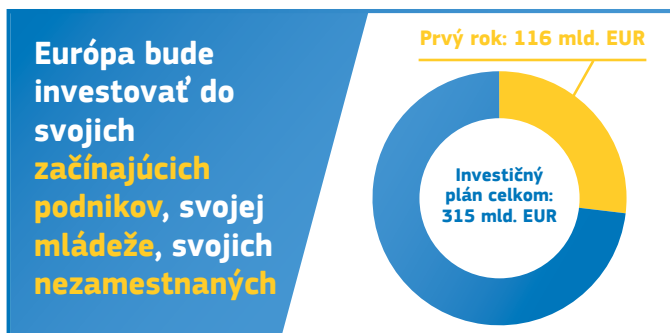 Európa bude
investovať do
svojich
začínajúcich
podnikov, svojej
mládeže, svojich
nezamestnaných
Prvý rok: 116 mld. EUR
Investičný
plán celkom:
315 mld. EUR